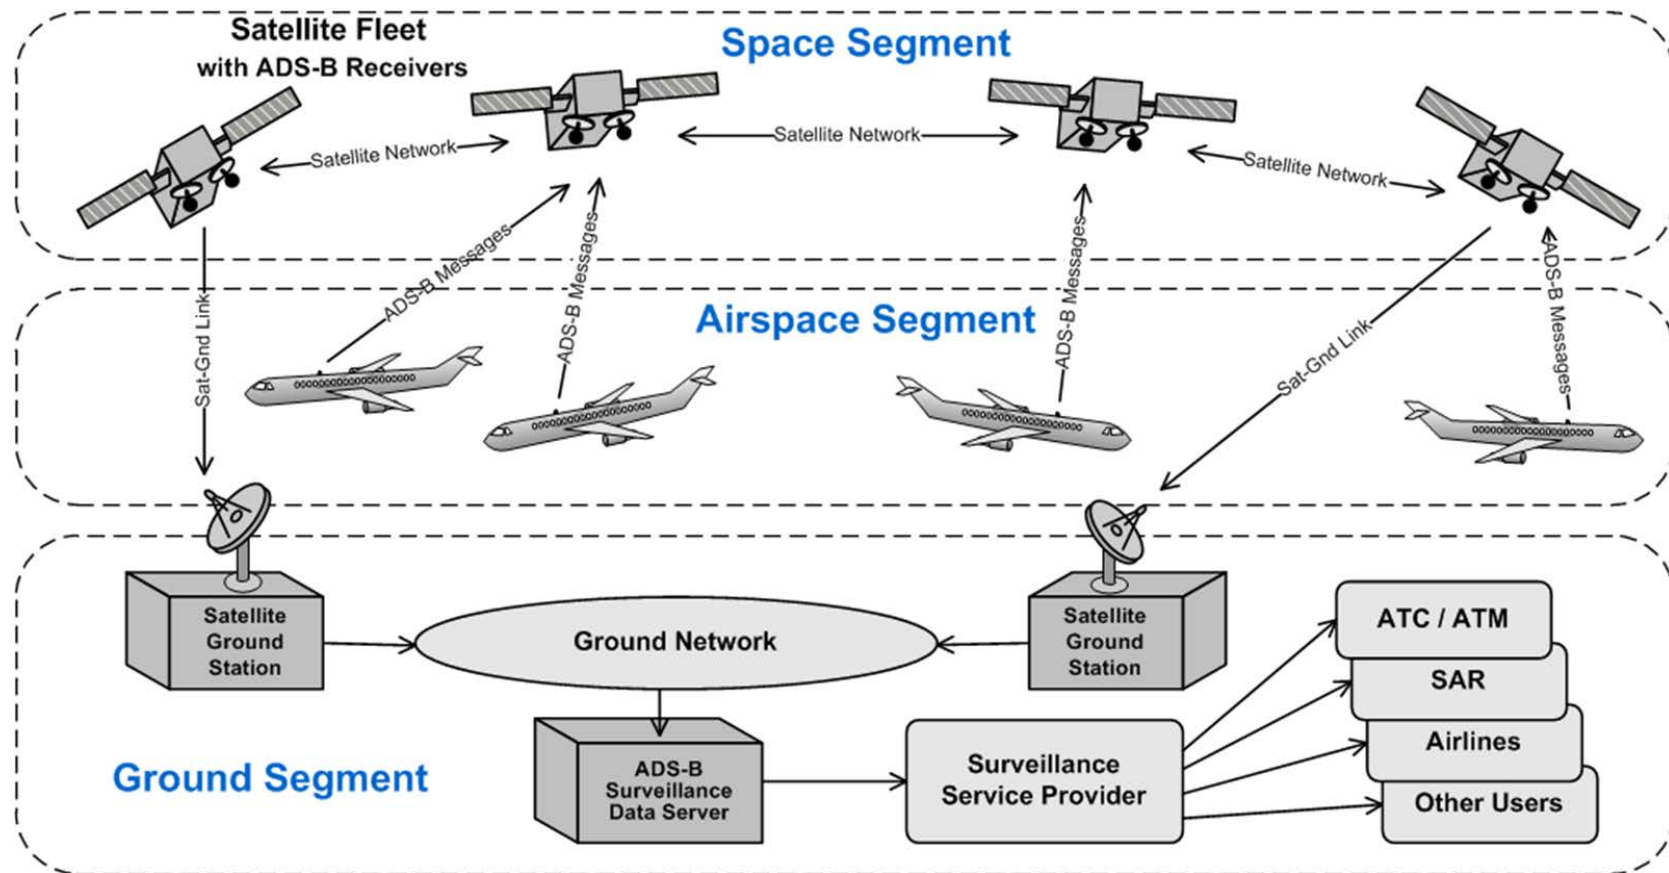 Satellite Fleet
with ADS-B Receivers
Space Segment
Satellite Network
Satellite Network
Satellite Network
ADS-B Messages
ADS-B Messages
ADS-B Messages
ADS-B Messages
Sat-Gnd Link
Airspace Segment
Sat-Gnd Link
Satellite
Ground
Station
Ground Network
Satellite
Ground
Station
ATC / ATM
SAR
Airlines
Other Users
Ground Segment
ADS-B
Surveillance
Data Server
Surveillance
Service Provider